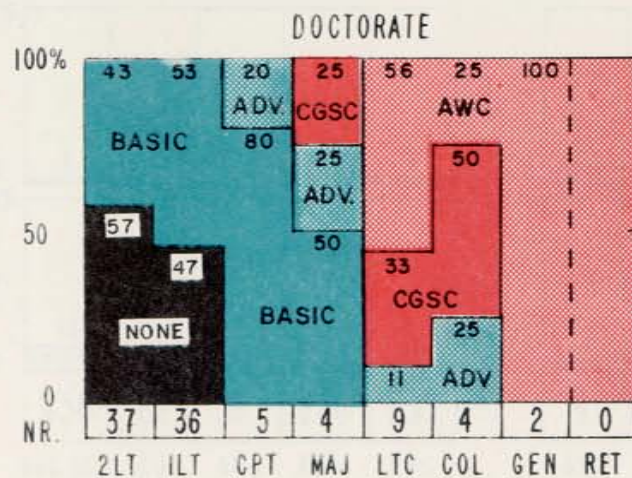 DOCTORATE
100% 43 53 20 25 56 25 100
ADV. CGSC AWC
BASIC 80 25 50
ADV.
50 57 50
47 33
NONE BASIC CGSC 25
11 ADV
0
NR. 37 36 5 4 9 4 2 0
2LT 1LT CPT MAJ LTC COL GEN RET